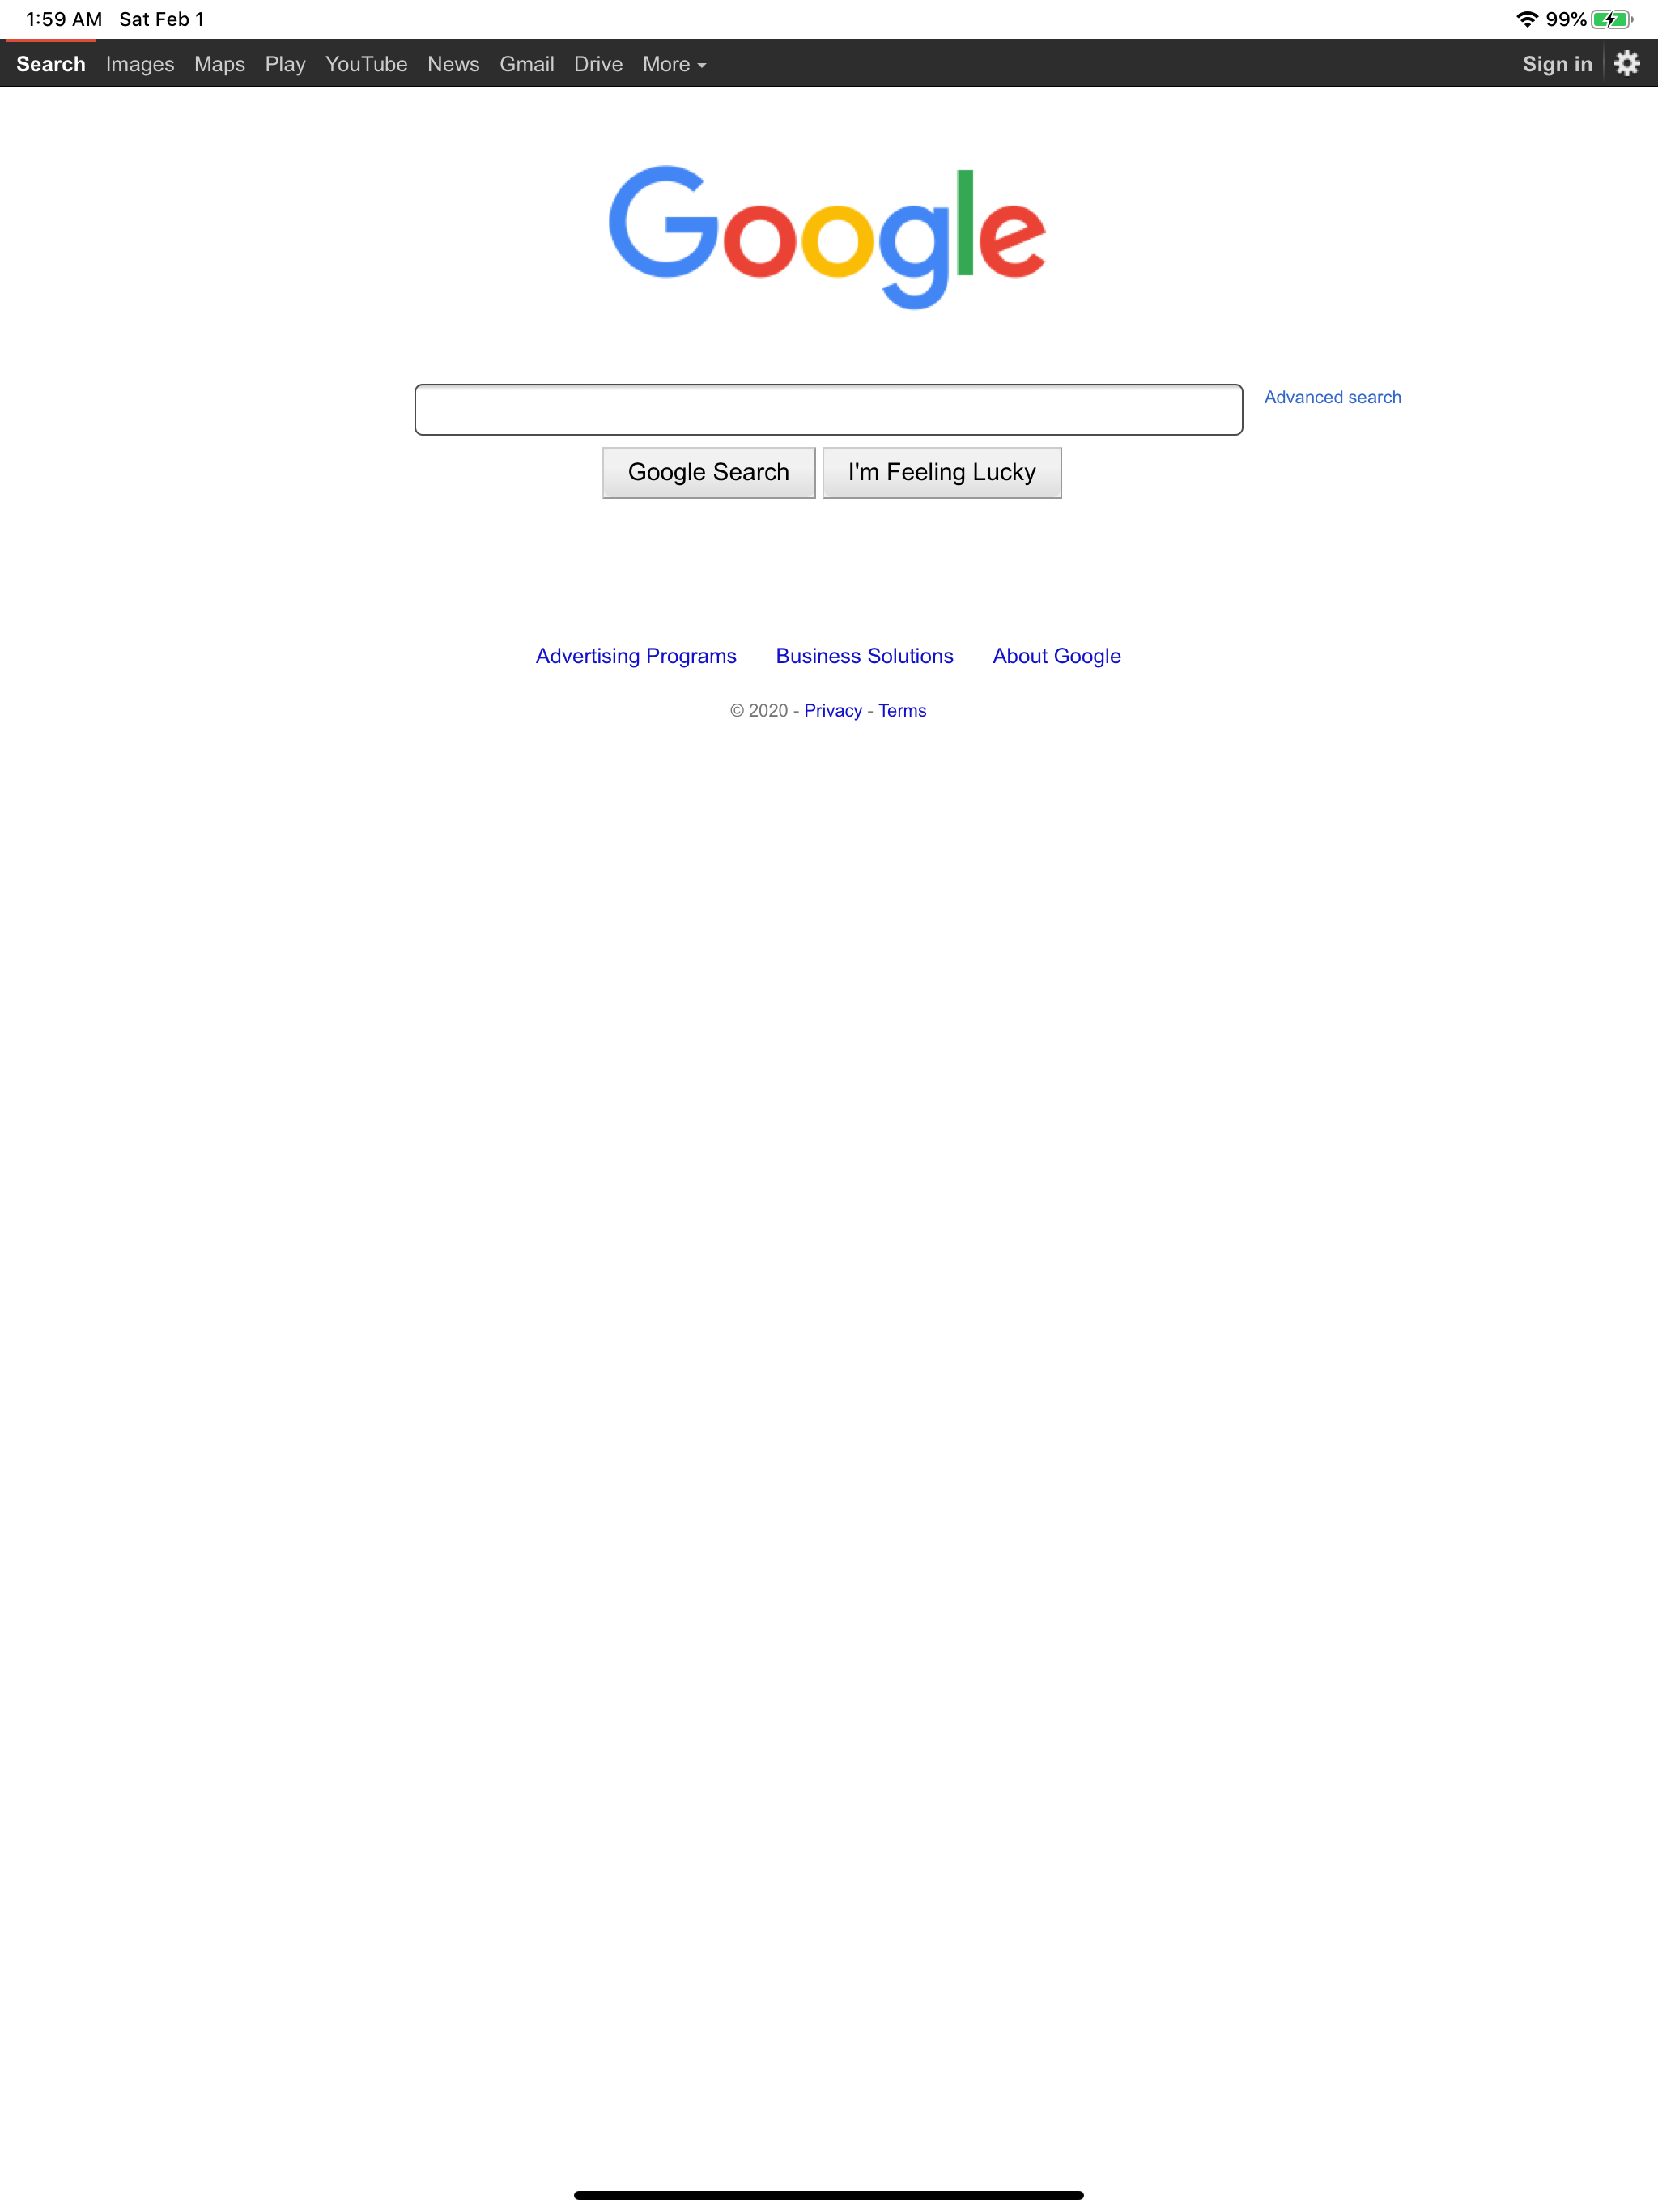 1:59 AM Sat Feb 1 99%
Search Images Maps Play YouTube News Gmail Drive More Sign in
Google
Advanced search
Google Search I'm Feeling Lucky
Advertising Programs Business Solutions About Google
© 2020 - Privacy - Terms